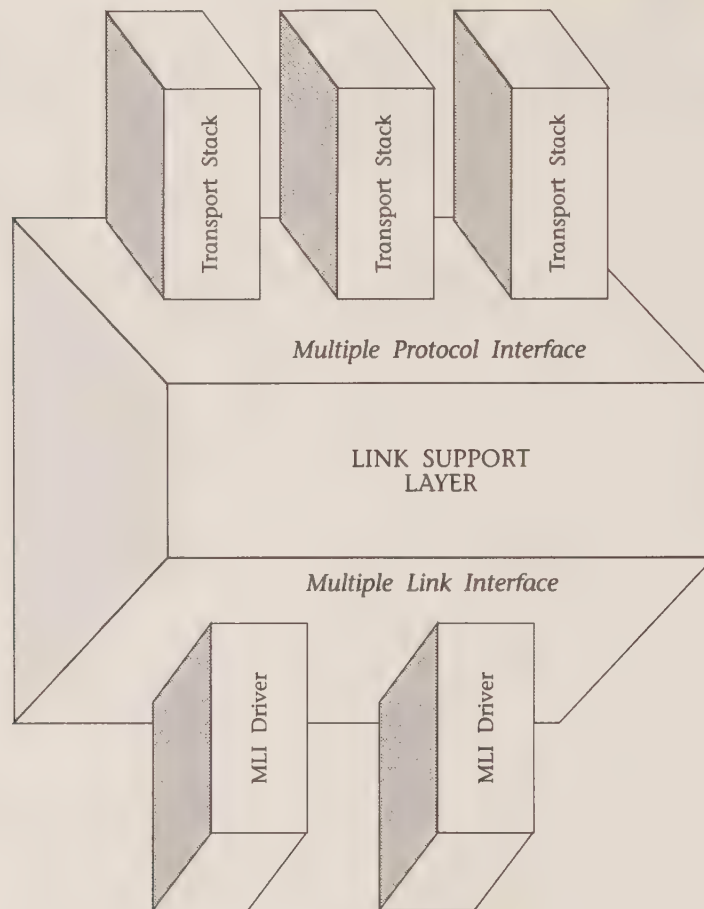 Transport Stack
Transport Stack
Transport Stack
Multiple Protocol Interface
LINK SUPPORT
LAYER
Multiple Link Interface
MLI Driver
MLI Driver